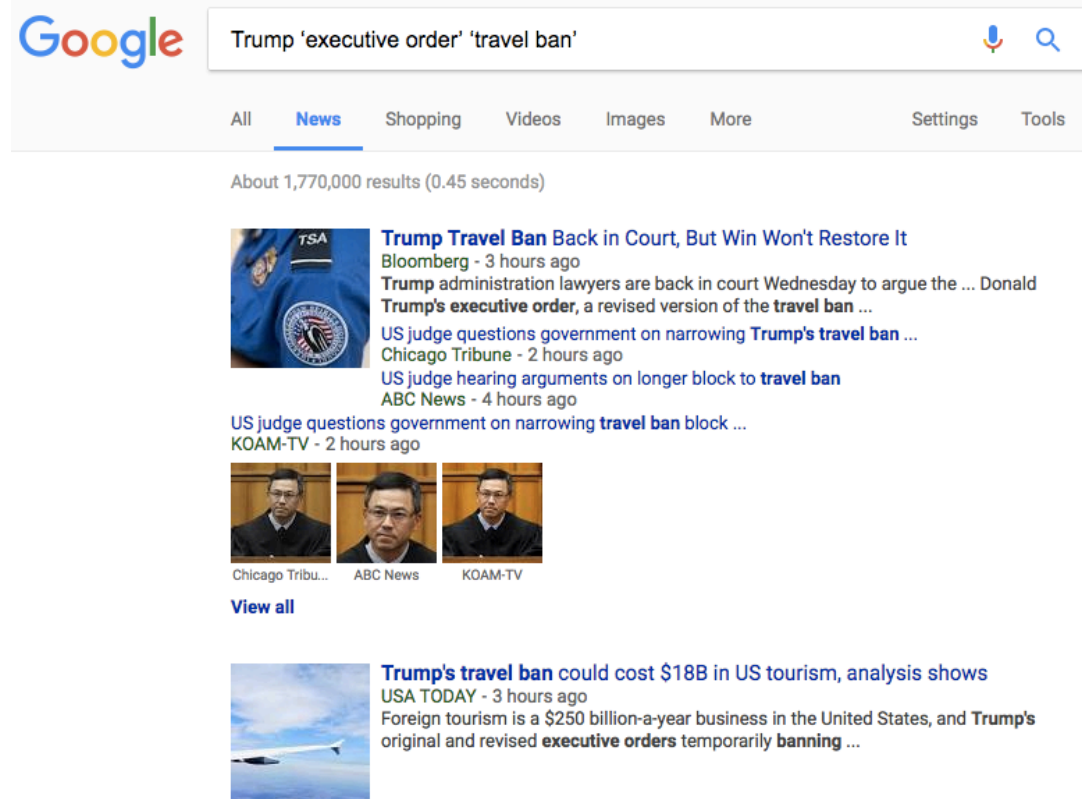 Google
Trump ‘executive order’ ‘travel ban’
All News Shopping Videos Images More Settings Tools
About 1,770,000 results (0.45 seconds)
TSA
Trump Travel Ban Back in Court, But Win Won't Restore It
Bloomberg - 3 hours ago
Trump administration lawyers are back in court Wednesday to argue the ... Donald
Trump's executive order, a revised version of the travel ban ...
US judge questions government on narrowing Trump's travel ban ...
Chicago Tribune - 2 hours ago
US judge hearing arguments on longer block to travel ban
ABC News - 4 hours ago
US judge questions government on narrowing travel ban block ...
KOAM-TV - 2 hours ago
Chicago Tribu... ABC News KOAM-TV
View all
Trump's travel ban could cost $18B in US tourism, analysis shows
USA TODAY - 3 hours ago
Foreign tourism is a $250 billion-a-year business in the United States, and Trump's
original and revised executive orders temporarily banning ...